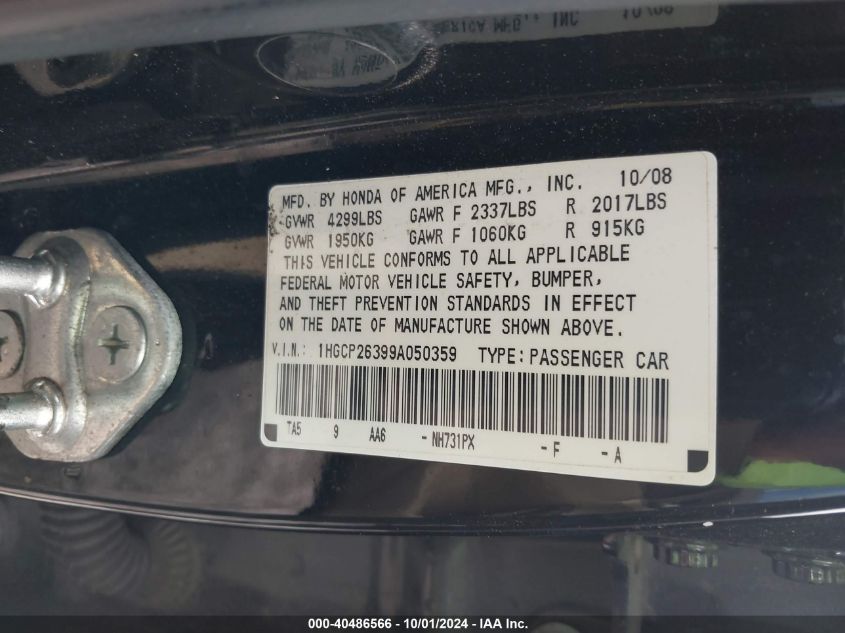 MFD. BY HONDA OF AMERICA MFG., INC. 10/08
GVWR 4299LBS GAWR F 2337LBS R 2017LBS
GVWR 1950KG GAWR F 1060KG R 915KG
THIS VEHICLE CONFORMS TO ALL APPLICABLE
FEDERAL MOTOR VEHICLE SAFETY, BUMPER,
AND THEFT PREVENTION STANDARDS IN EFFECT
ON THE DATE OF MANUFACTURE SHOWN ABOVE.
V.I.N.: 1HGCP26399A050359 TYPE: PASSENGER CAR
TA5 9 AA6 - NH731PX - F - A
000-40486566 - 10/01/2024 - IAA Inc.